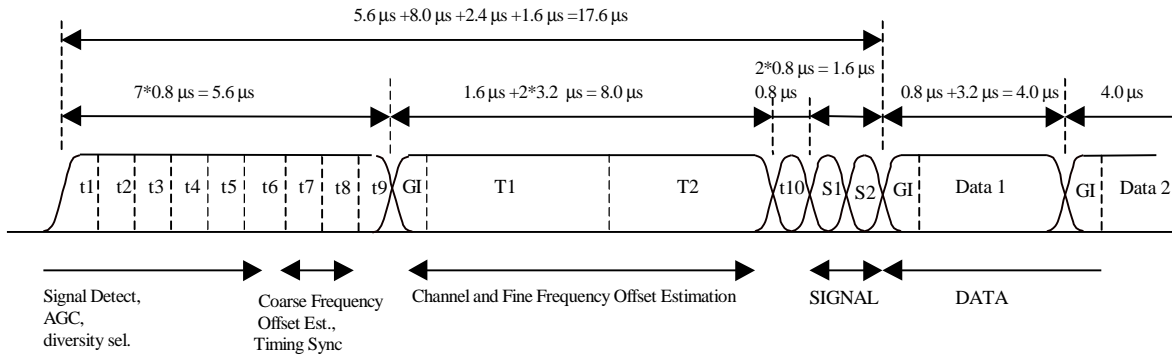 5.6 μs +8.0 μs +2.4 μs +1.6 μs =17.6 μs
2*0.8 μs = 1.6 μs
7*0.8 μs = 5.6 μs
1.6 μs +2*3.2 μs = 8.0 μs
0.8 μs
0.8 μs +3.2 μs = 4.0 μs
4.0 μs
t1 t2 t3 t4 t5 t6 t7 t8 t9 GI T1 T2 t10 S1 S2 GI Data 1 GI Data 2
Signal Detect,
AGC,
diversity sel.
Coarse Frequency
Offset Est.,
Timing Sync
Channel and Fine Frequency Offset Estimation
SIGNAL
DATA